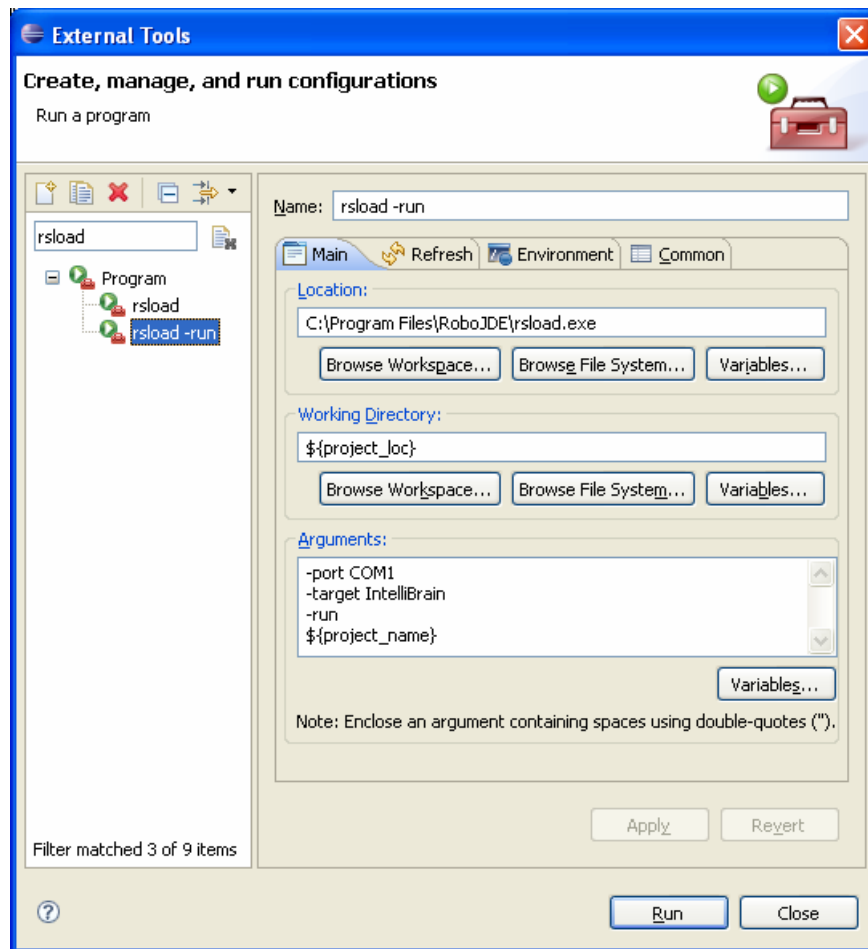 External Tools
Create, manage, and run configurations
Run a program
rsload
Program
rsload
rsload -run
Filter matched 3 of 9 items
Name: rsload -run
Main Refresh Environment Common
Location:
C:\Program Files\RoboJDE\rsload.exe
Browse Workspace... Browse File System... Variables...
Working Directory:
${project_loc}
Browse Workspace... Browse File System... Variables...
Arguments:
-port COM1
-target IntelliBrain
-run
${project_name}
Variables...
Note: Enclose an argument containing spaces using double-quotes (").
Apply Revert
Run Close